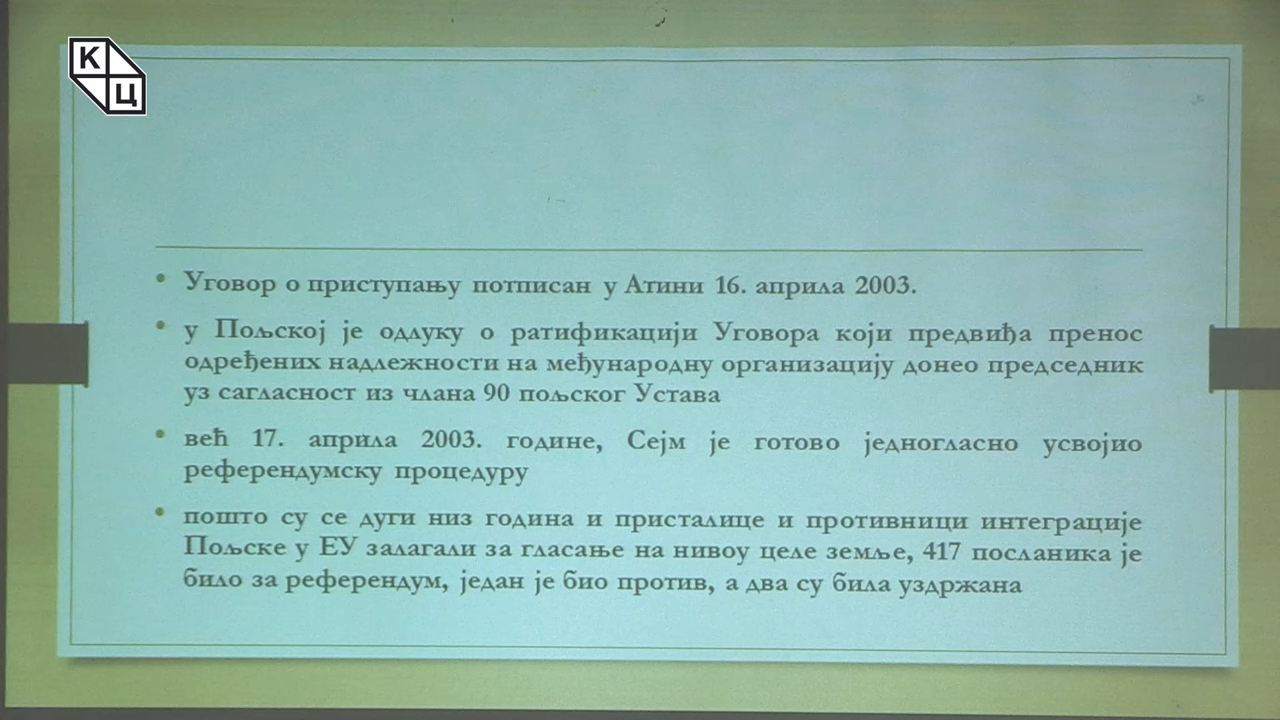 К
Ц
• Уговор о приступању потписан у Атини 16. априла 2003.
• у Пољској је одлуку о ратификацији Уговора који предвиђа пренос
одређених надлежности на међународну организацију донео председник
уз сагласност из члана 90 пољског Устава
• већ 17. априла 2003. године, Сејм је готово једногласно усвојио
референдумску процедуру
• пошто су се дуги низ година и присталице и противници интеграције
Пољске у ЕУ залагали за гласање на нивоу целе земље, 417 посланика је
било за референдум, један је био против, а два су била уздржана